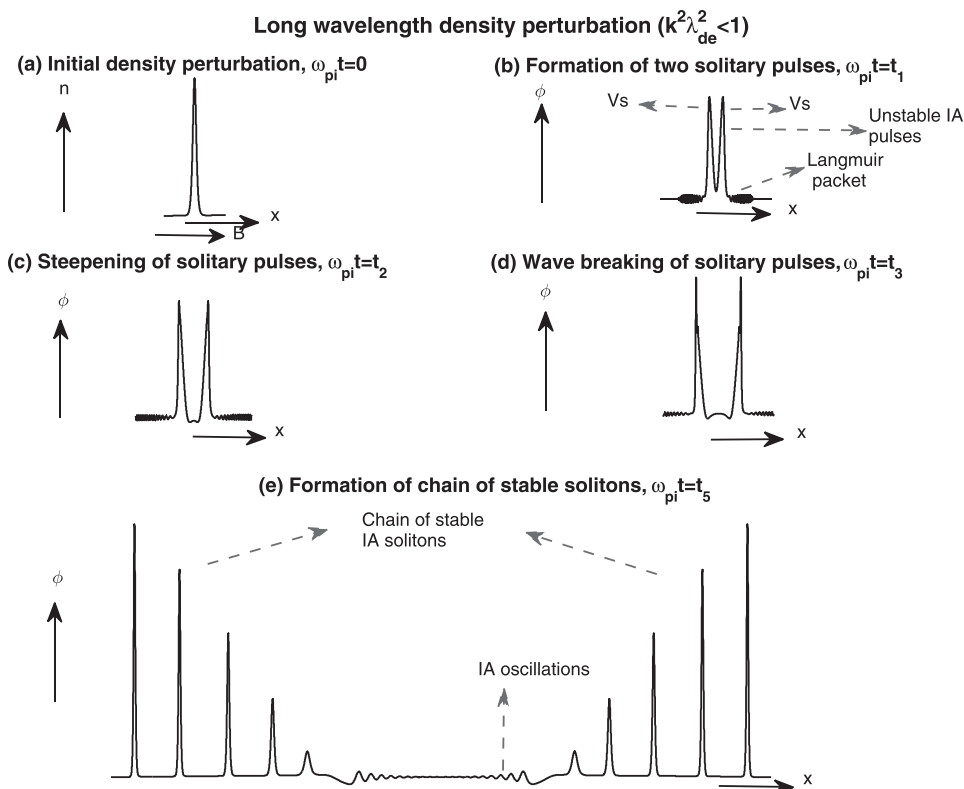 Long wavelength density perturbation (k²λ²de<1)
(a) Initial density perturbation, ωpit=0
n
x
B
(b) Formation of two solitary pulses, ωpit=t1
ϕ
Vs
Vs
Unstable IA
pulses
Langmuir
packet
x
(c) Steepening of solitary pulses, ωpit=t2
ϕ
x
(d) Wave breaking of solitary pulses, ωpit=t3
ϕ
x
(e) Formation of chain of stable solitons, ωpit=t5
Chain of stable
IA solitons
ϕ
IA oscillations
x